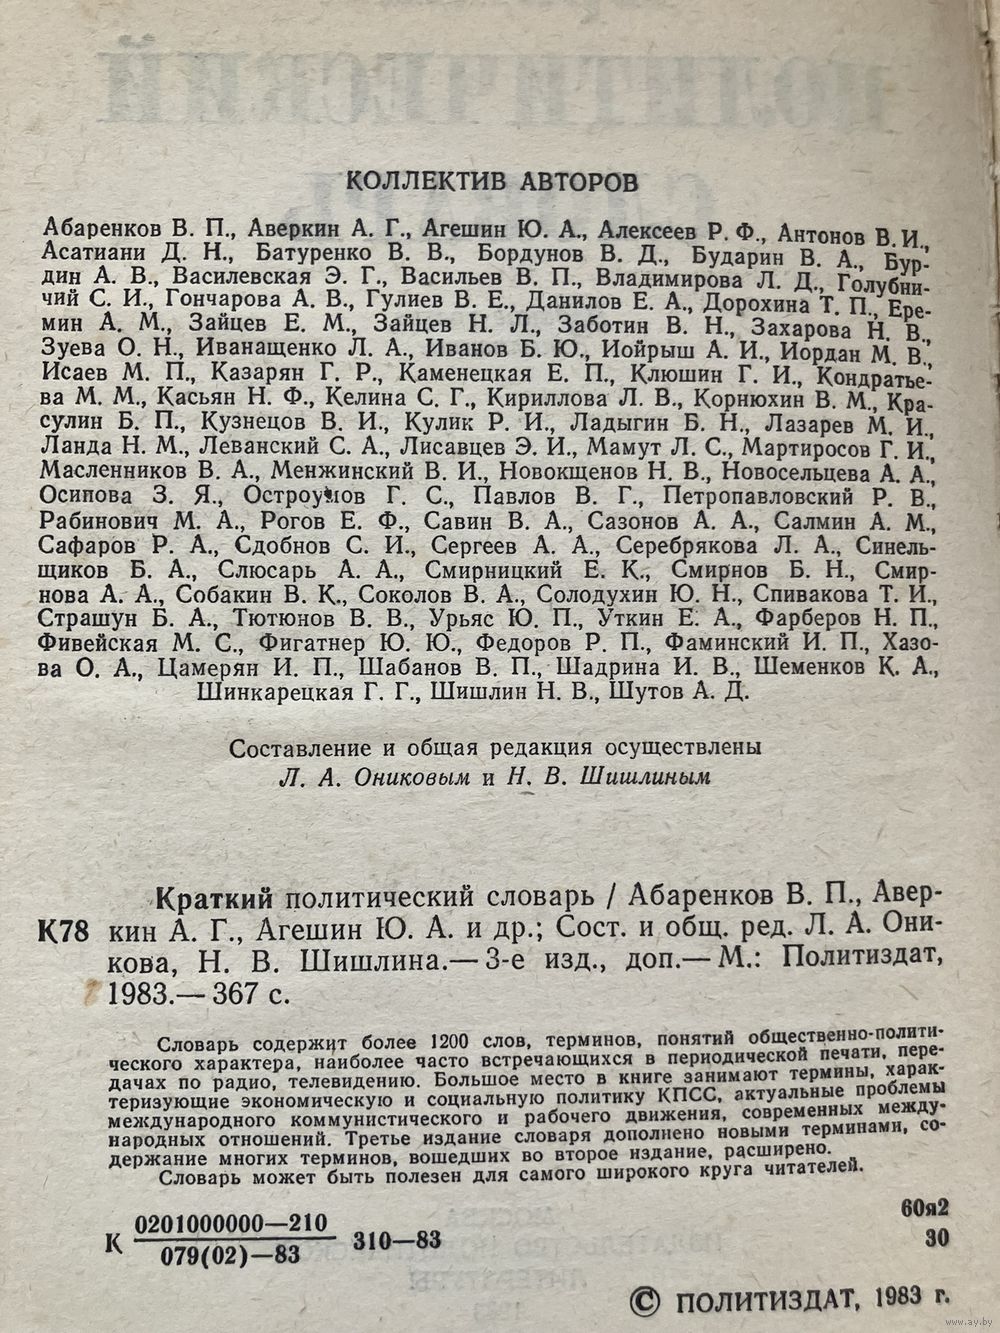 КОЛЛЕКТИВ АВТОРОВ
Абаренков В. П., Аверкин А. Г., Агешин Ю. А., Алексеев Р. Ф., Антонов В. И.,
Асатиани Д. Н., Батуренко В. В., Бордунов В. Д., Бударин В. А., Бур-
дин А. В., Василевская Э. Г., Васильев В. П., Владимирова Л. Д., Голубни-
чий С. И., Гончарова А. В., Гулиев В. Е., Данилов Е. А., Дорохина Т. П., Ере-
мин А. М., Зайцев Е. М., Зайцев Н. Л., Заботин В. Н., Захарова Н. В.,
Зуева О. Н., Иванащенко Л. А., Иванов Б. Ю., Иойрыш А. И., Иордан М. В.,
Исаев М. П., Казарян Г. Р., Каменецкая Е. П., Клюшин Г. И., Кондратье-
ва М. М., Касьян Н. Ф., Келина С. Г., Кириллова Л. В., Корнюхин В. М., Кра-
сулин Б. П., Кузнецов В. И., Кулик Р. И., Ладыгин Б. Н., Лазарев М. И.,
Ланда Н. М., Леванский С. А., Лисавцев Э. И., Мамут Л. С., Мартиросов Г. И.,
Масленников В. А., Менжинский В. И., Новокщенов Н. В., Новосельцева А. А.,
Осипова З. Я., Остроумов Г. С., Павлов В. Г., Петропавловский Р. В.,
Рабинович М. А., Рогов Е. Ф., Савин В. А., Сазонов А. А., Салмин А. М.,
Сафаров Р. А., Сдобнов С. И., Сергеев А. А., Серебрякова Л. А., Синель-
щиков Б. А., Слюсарь А. А., Смирницкий Е. К., Смирнов Б. Н., Смир-
нова А. А., Собакин В. К., Соколов В. А., Солодухин Ю. Н., Спивакова Т. И.,
Страшун Б. А., Тютюнов В. В., Урьяс Ю. П., Уткин Е. А., Фарберов Н. П.,
Фивейская М. С., Фигатнер Ю. Ю., Федоров Р. П., Фаминский И. П., Хазо-
ва О. А., Цамерян И. П., Шабанов В. П., Шадрина И. В., Шеменков К. А.,
Шинкарецкая Г. Г., Шишлин Н. В., Шутов А. Д.
Составление и общая редакция осуществлены
Л. А. Ониковым и Н. В. Шишлиным
Краткий политический словарь / Абаренков В. П., Авер-
К78 кин А. Г., Агешин Ю. А. и др.; Сост. и общ. ред. Л. А. Они-
кова, Н. В. Шишлина.— 3-е изд., доп.— М.: Политиздат,
1983.— 367 с.
Словарь содержит более 1200 слов, терминов, понятий общественно-полити-
ческого характера, наиболее часто встречающихся в периодической печати, пере-
дачах по радио, телевидению. Большое место в книге занимают термины, харак-
теризующие экономическую и социальную политику КПСС, актуальные проблемы
международного коммунистического и рабочего движения, современных между-
народных отношений. Третье издание словаря дополнено новыми терминами, со-
держание многих терминов, вошедших во второе издание, расширено.
Словарь может быть полезен для самого широкого круга читателей.
К 0201000000—210
079(02)—83
310—83
60я2
30
© ПОЛИТИЗДАТ, 1983 г.
www.ay.by